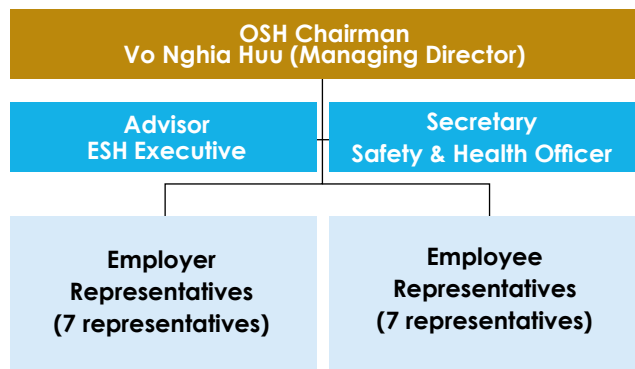 OSH Chairman
Vo Nghia Huu (Managing Director)
Advisor
ESH Executive
Secretary
Safety & Health Officer
Employer
Representatives
(7 representatives)
Employee
Representatives
(7 representatives)